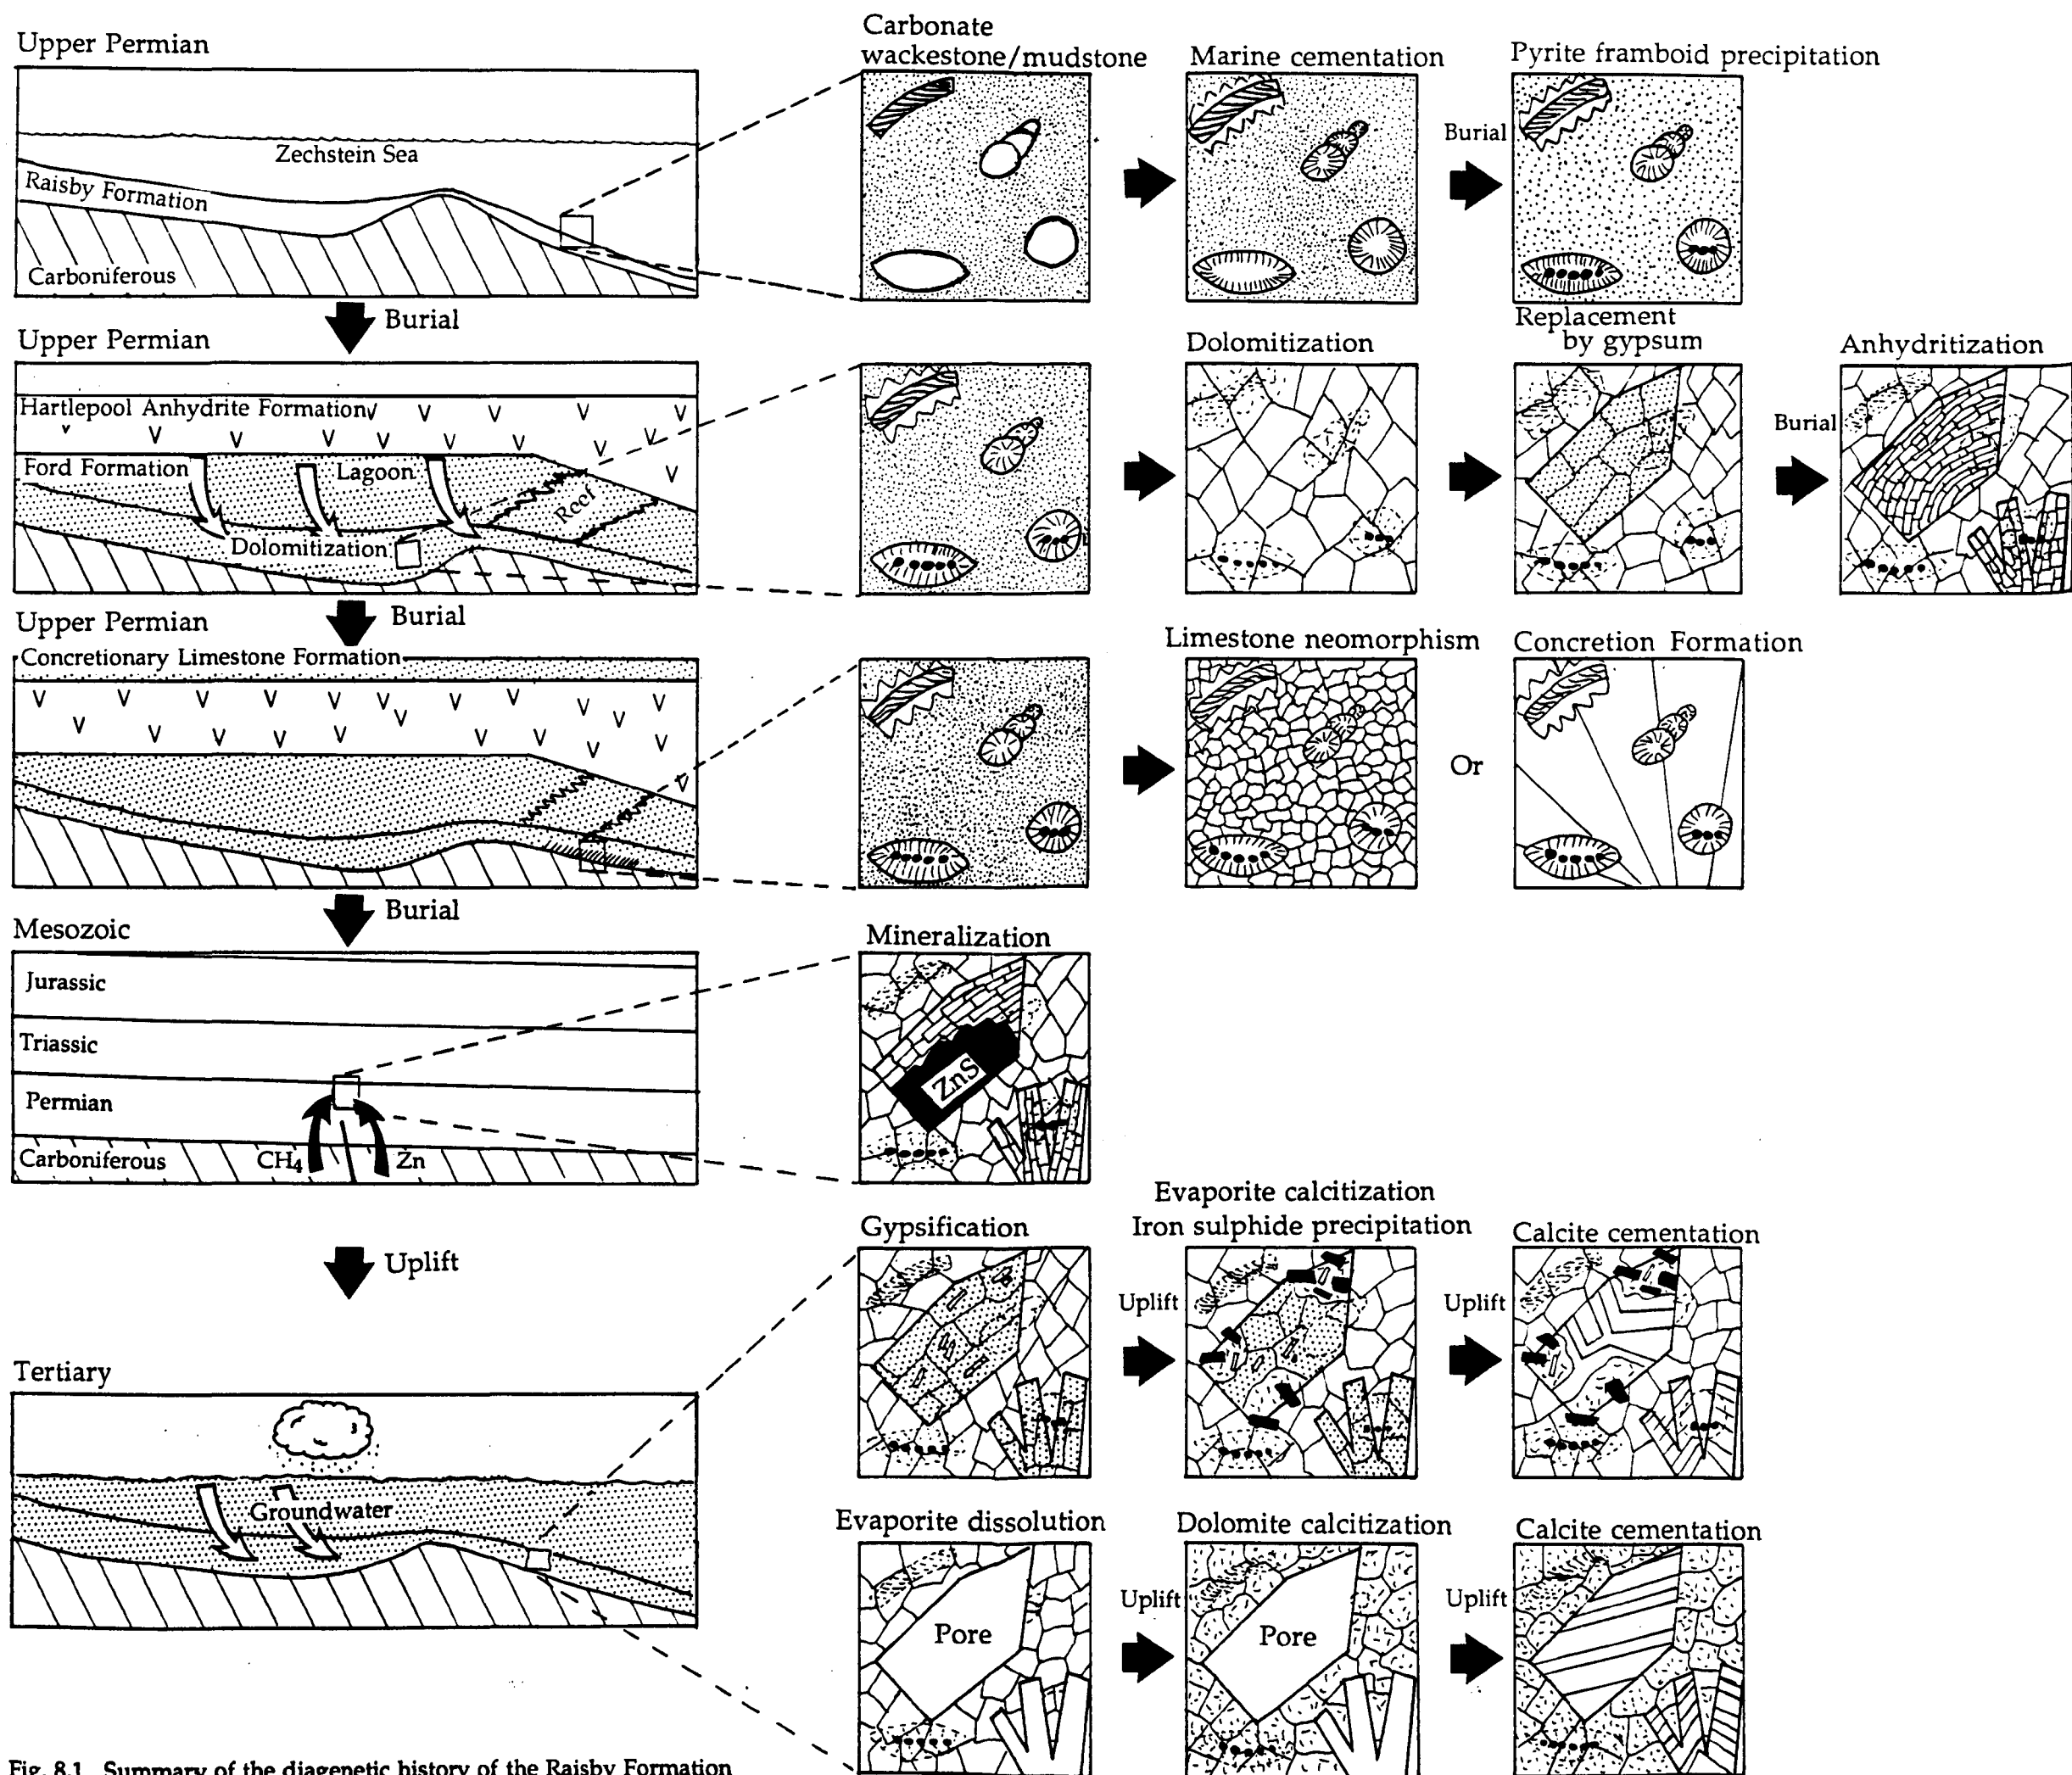 Upper Permian
Zechstein Sea
Raisby Formation
Carboniferous
Carbonate
wackestone/mudstone
Marine cementation
Burial
Pyrite framboid precipitation
Burial
Upper Permian
Hartlepool Anhydrite Formation
Ford Formation
Lagoon
Reef
Dolomitization
Dolomitization
Replacement
by gypsum
Burial
Anhydritization
Burial
Upper Permian
Concretionary Limestone Formation
Limestone neomorphism
Or
Concretion Formation
Burial
Mesozoic
Jurassic
Triassic
Permian
Carboniferous
CH4
Zn
Mineralization
ZnS
Uplift
Tertiary
Groundwater
Gypsification
Uplift
Evaporite calcitization
Iron sulphide precipitation
Uplift
Calcite cementation
Evaporite dissolution
Pore
Uplift
Dolomite calcitization
Pore
Uplift
Calcite cementation
Fig. 8.1 Summary of the diagenetic history of the Raisby Formation